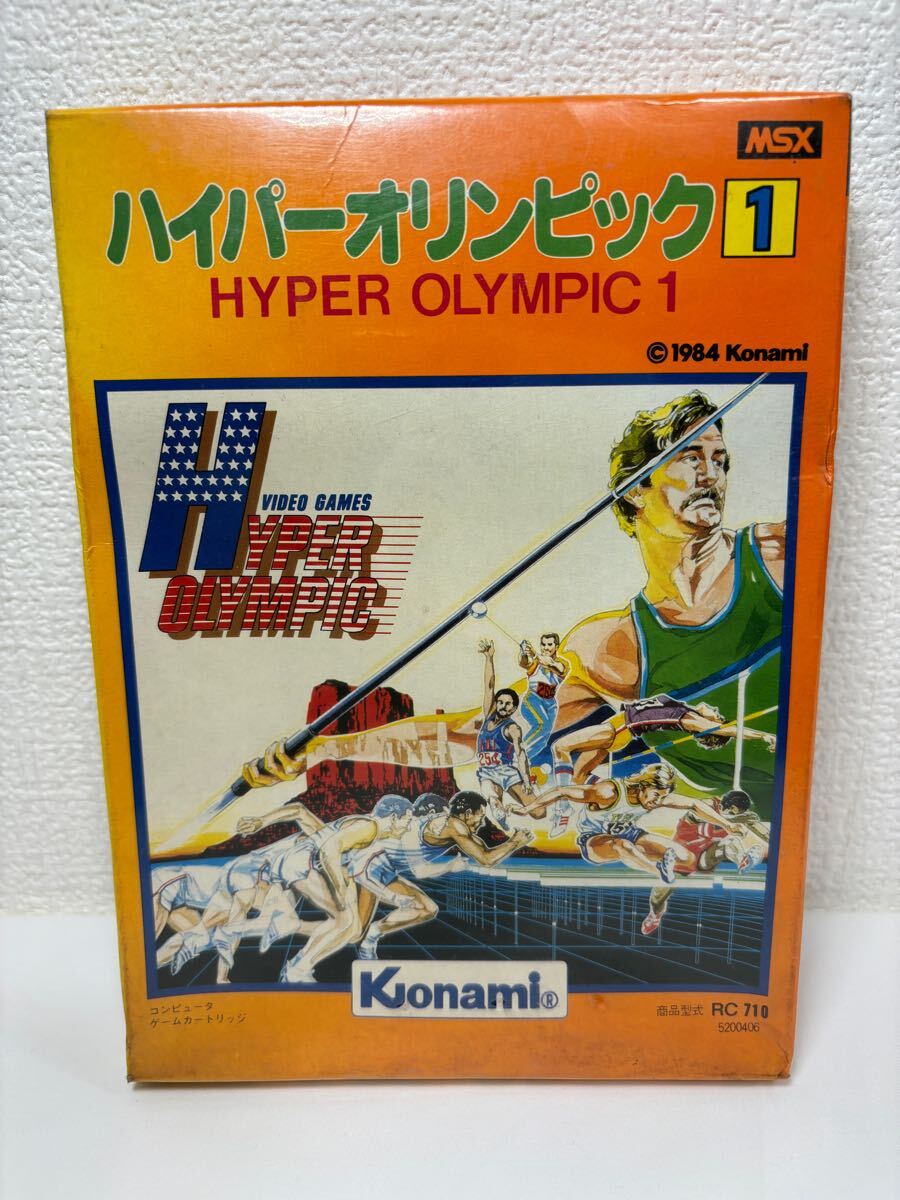 MSX
ハイパーオリンピック 1
HYPER OLYMPIC 1
©1984 Konami
VIDEO GAMES
HYPER
OLYMPIC
254
Konami®
コンピュータ
ゲームカートリッジ
商品型式 RC 710
5200406